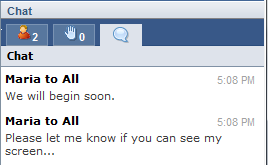 Chat
2 0
Chat
Maria to All 5:08 PM
We will begin soon.
Maria to All 5:08 PM
Please let me know if you can see my
screen...